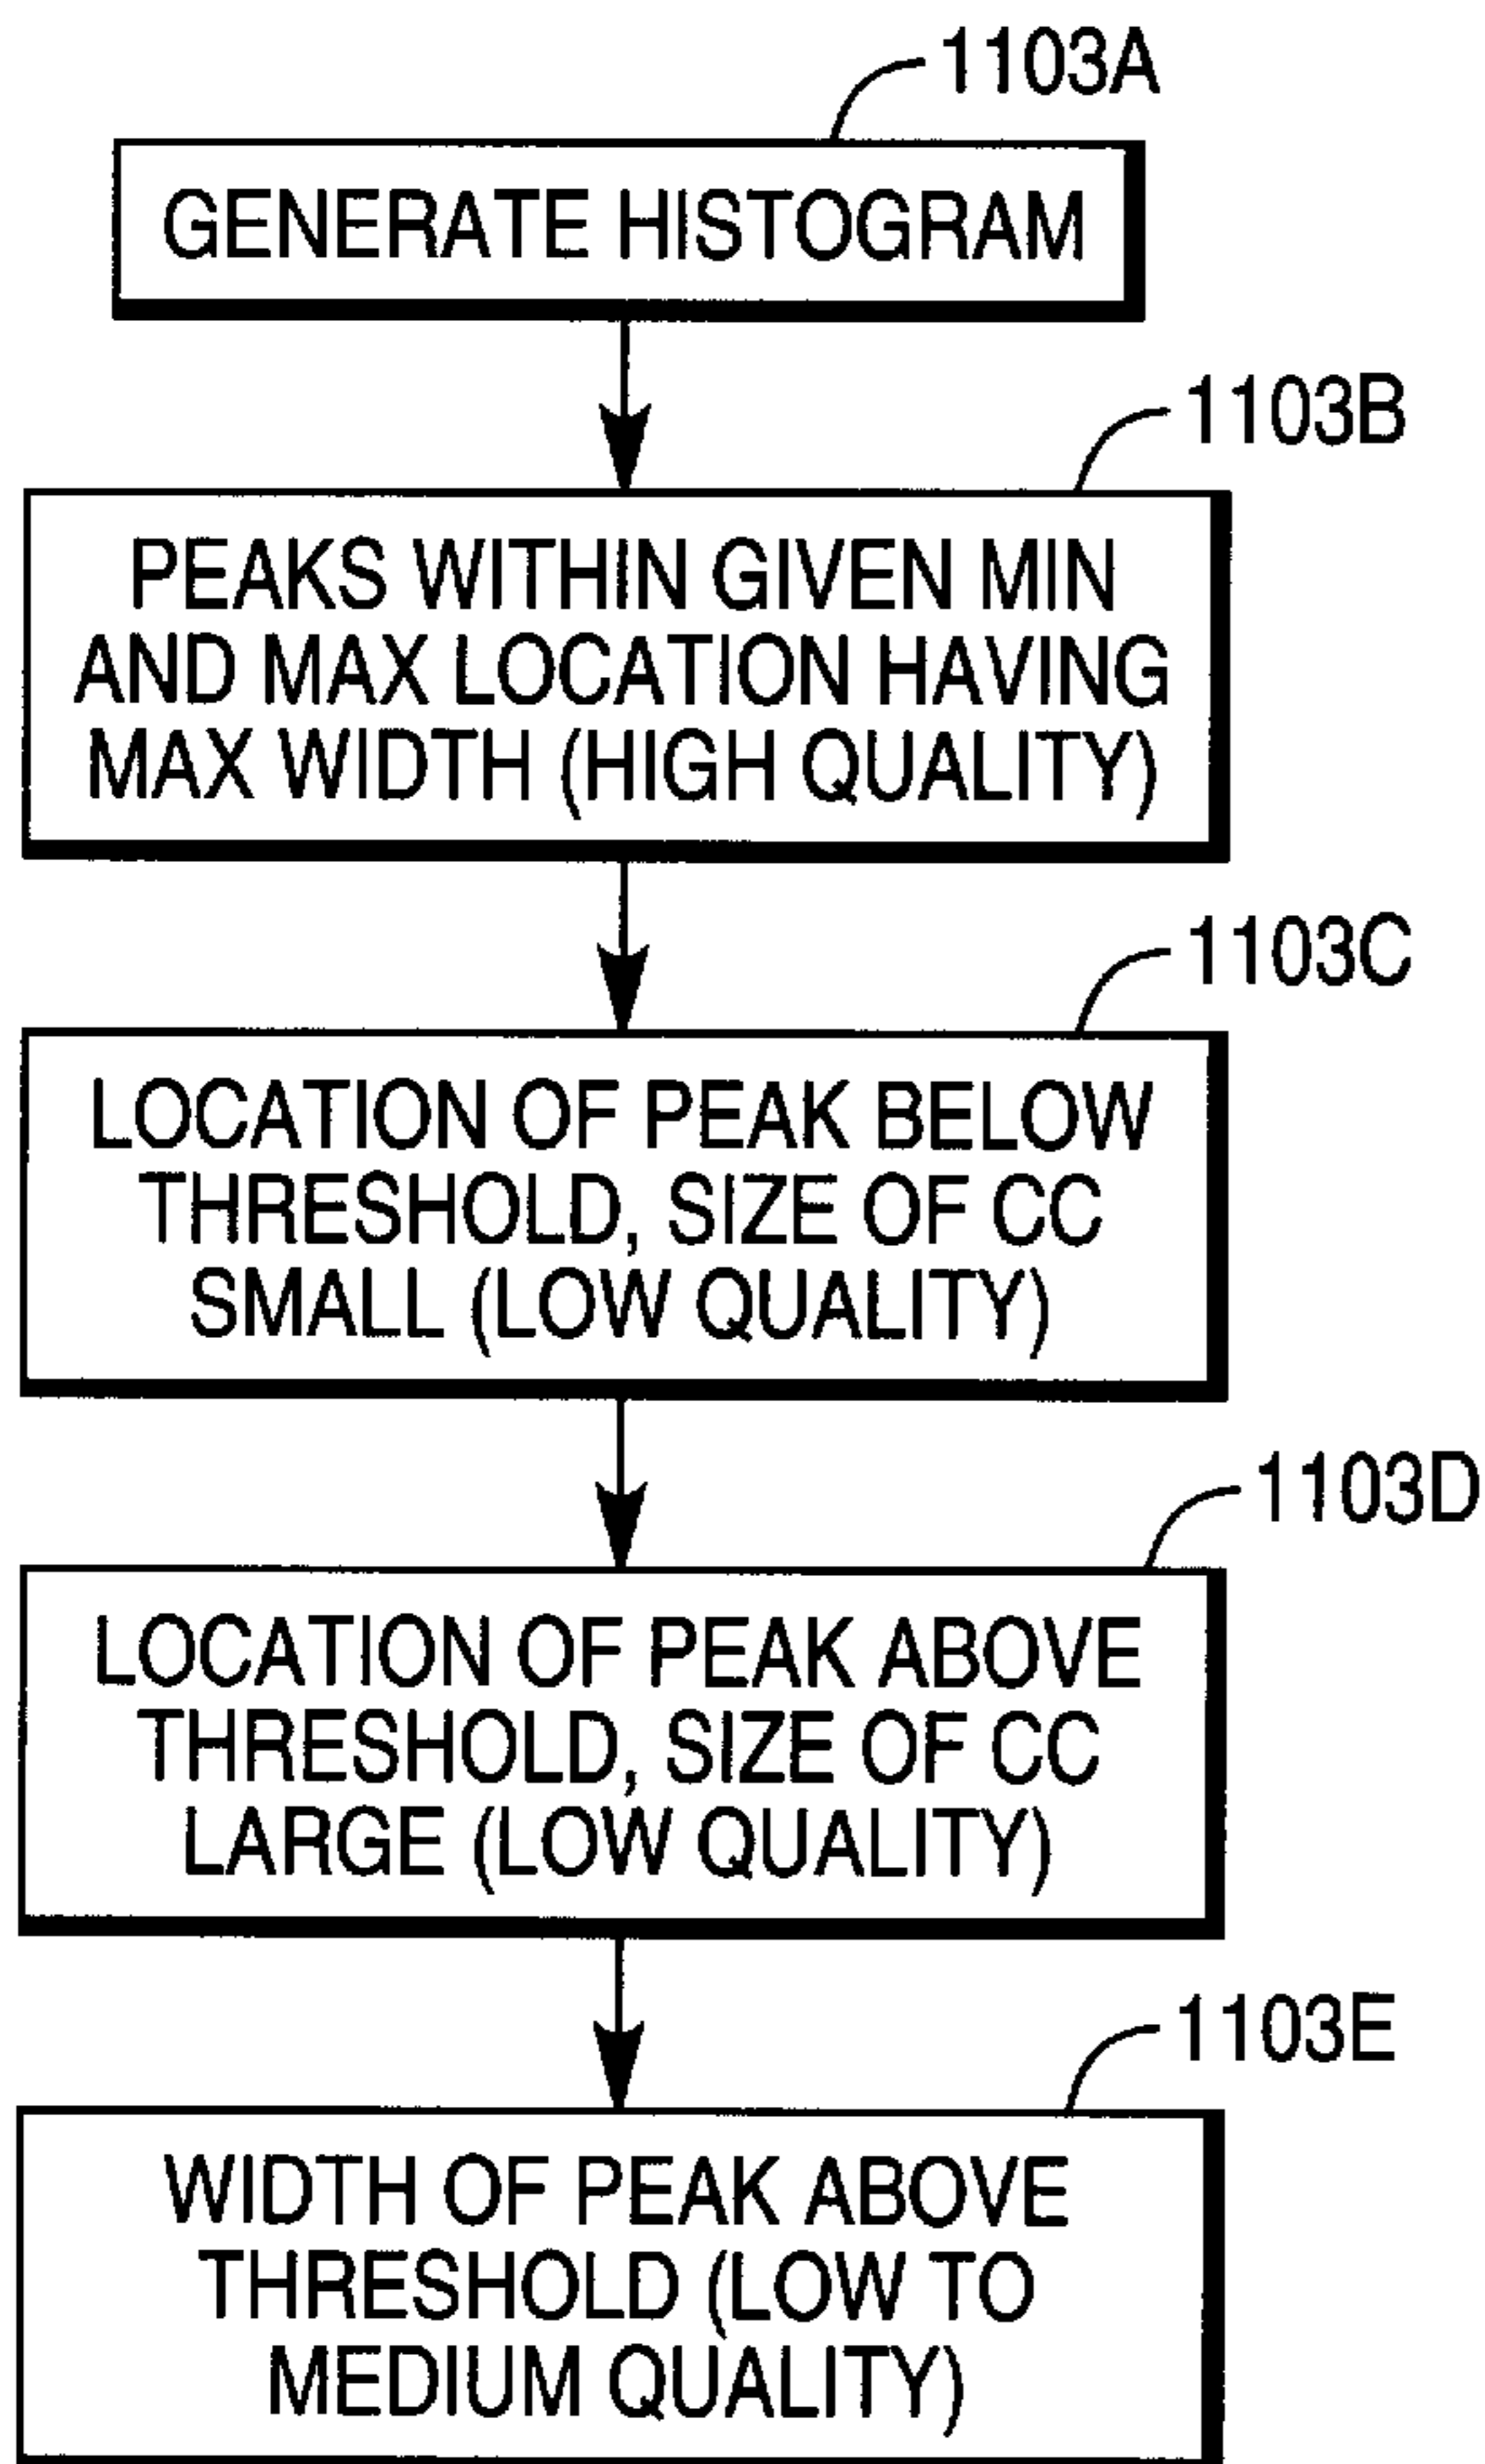 1103A
GENERATE HISTOGRAM
1103B
PEAKS WITHIN GIVEN MIN
AND MAX LOCATION HAVING
MAX WIDTH (HIGH QUALITY)
1103C
LOCATION OF PEAK BELOW
THRESHOLD, SIZE OF CC
SMALL (LOW QUALITY)
1103D
LOCATION OF PEAK ABOVE
THRESHOLD, SIZE OF CC
LARGE (LOW QUALITY)
1103E
WIDTH OF PEAK ABOVE
THRESHOLD (LOW TO
MEDIUM QUALITY)